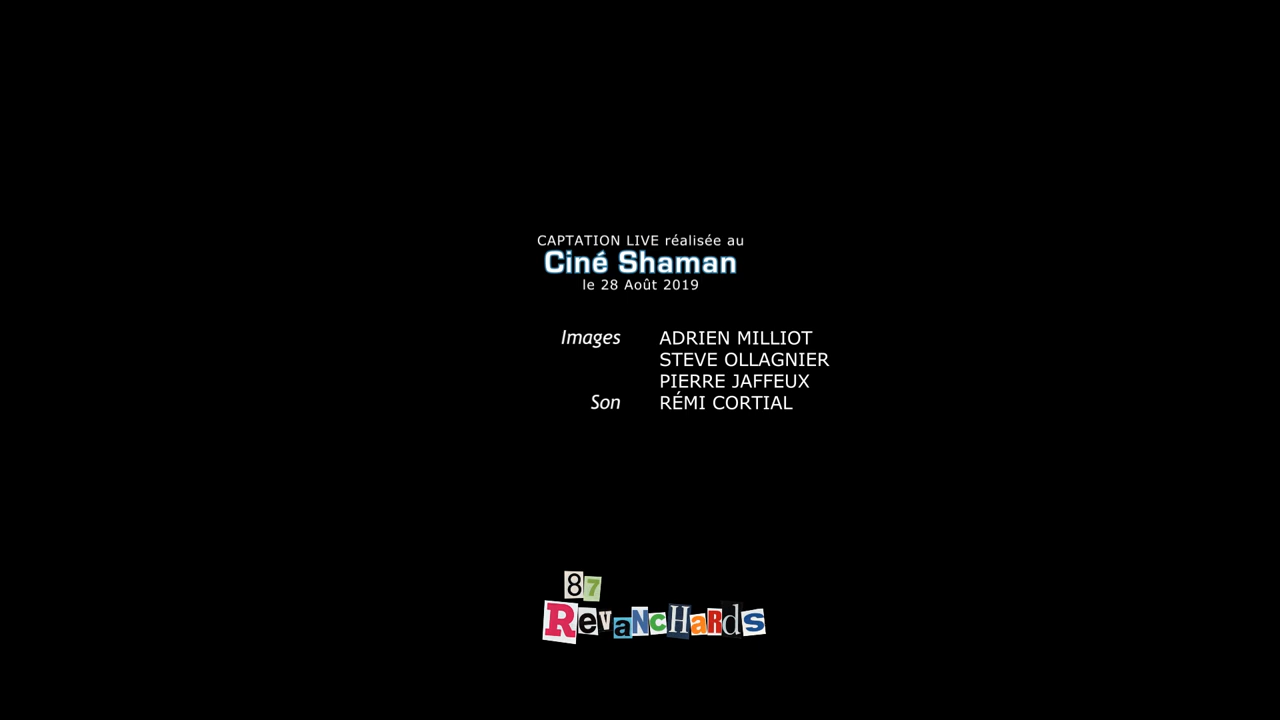 CAPTATION LIVE réalisée au
Ciné Shaman
le 28 Août 2019
Images ADRIEN MILLIOT
STEVE OLLAGNIER
PIERRE JAFFEUX
Son RÉMI CORTIAL
87
RevaNcHaRds